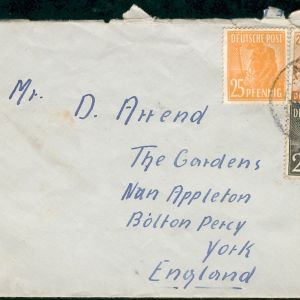 DEUTSCHE POST
25 PFENNIG
Mr. D. Arrend
The Gardens
Nun Appleton
Bolton Percy
York
England